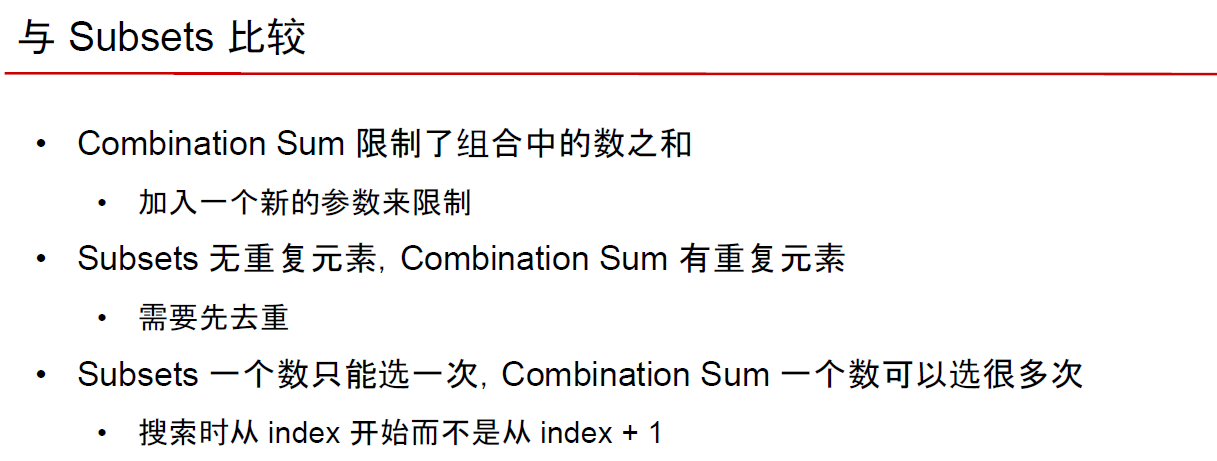 与 Subsets 比较
• Combination Sum 限制了组合中的数之和
• 加入一个新的参数来限制
• Subsets 无重复元素, Combination Sum 有重复元素
• 需要先去重
• Subsets 一个数只能选一次, Combination Sum 一个数可以选很多次
• 搜索时从 index 开始而不是从 index + 1